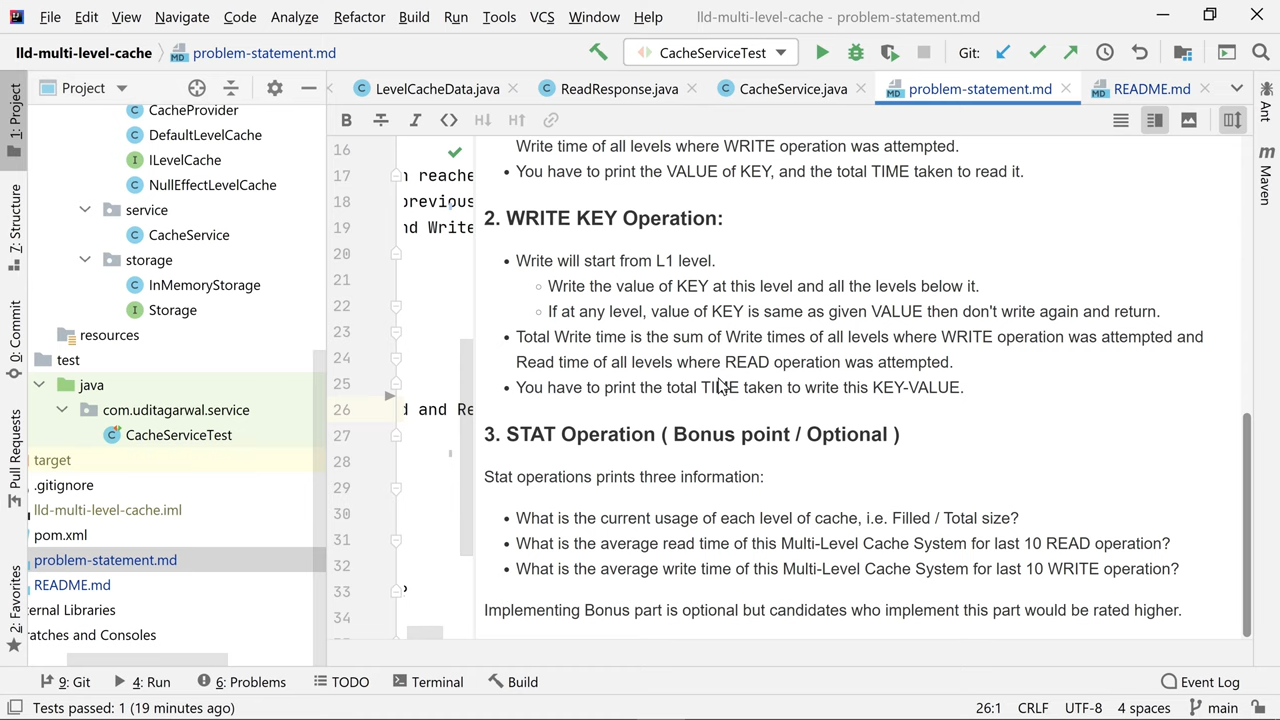 File Edit View Navigate Code Analyze Refactor Build Run Tools VCS Window Help lld-multi-level-cache - problem-statement.md
lld-multi-level-cache problem-statement.md CacheServiceTest Git:
Project
LevelCacheData.java ReadResponse.java CacheService.java problem-statement.md README.md
CacheProvider
DefaultLevelCache
ILevelCache
NullEffectLevelCache
service
CacheService
storage
InMemoryStorage
Storage
resources
test
java
com.uditagarwal.service
CacheServiceTest
target
.gitignore
lld-multi-level-cache.iml
pom.xml
problem-statement.md
README.md
ernal Libraries
ratches and Consoles
1: Project
7: Structure
0: Commit
Pull Requests
2: Favorites
16
17 n reache
18 previous
19 nd Write
20
21
22
23
24
25
26 d and Re
27
28
29
30
31
32
33
34
Write time of all levels where WRITE operation was attempted.
• You have to print the VALUE of KEY, and the total TIME taken to read it.
2. WRITE KEY Operation:
• Write will start from L1 level.
◦ Write the value of KEY at this level and all the levels below it.
◦ If at any level, value of KEY is same as given VALUE then don't write again and return.
• Total Write time is the sum of Write times of all levels where WRITE operation was attempted and
Read time of all levels where READ operation was attempted.
• You have to print the total TIME taken to write this KEY-VALUE.
3. STAT Operation ( Bonus point / Optional )
Stat operations prints three information:
• What is the current usage of each level of cache, i.e. Filled / Total size?
• What is the average read time of this Multi-Level Cache System for last 10 READ operation?
• What is the average write time of this Multi-Level Cache System for last 10 WRITE operation?
Implementing Bonus part is optional but candidates who implement this part would be rated higher.
Ant
Maven
9: Git 4: Run 6: Problems TODO Terminal Build Event Log
Tests passed: 1 (19 minutes ago) 26:1 CRLF UTF-8 4 spaces main